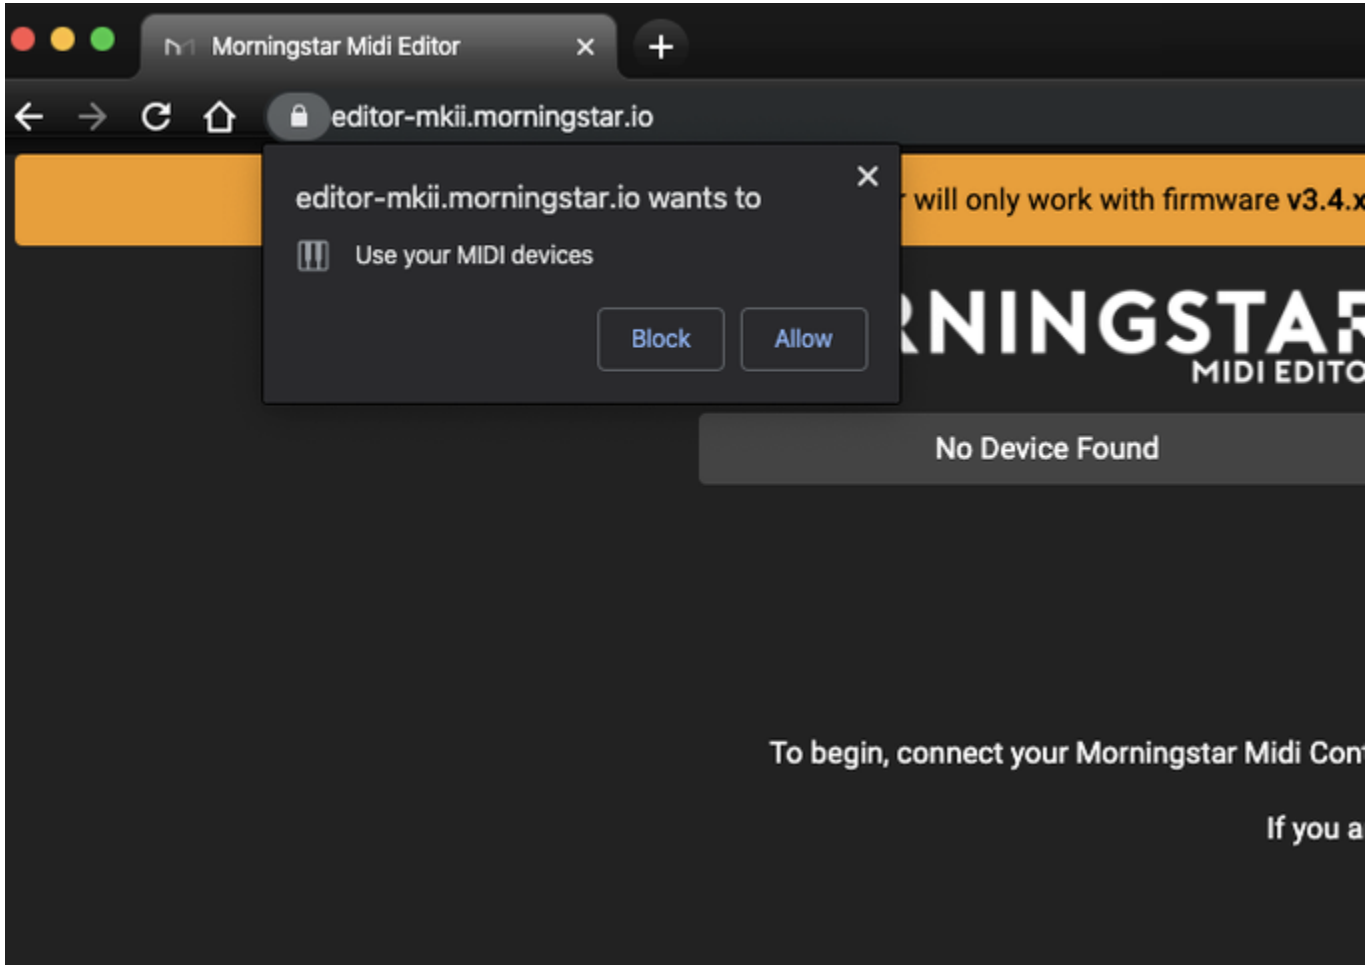 Morningstar Midi Editor
editor-mkii.morningstar.io
editor-mkii.morningstar.io wants to
Use your MIDI devices
Block Allow
will only work with firmware v3.4.x
NINGSTA
MIDI EDITO
No Device Found
To begin, connect your Morningstar Midi
If you a